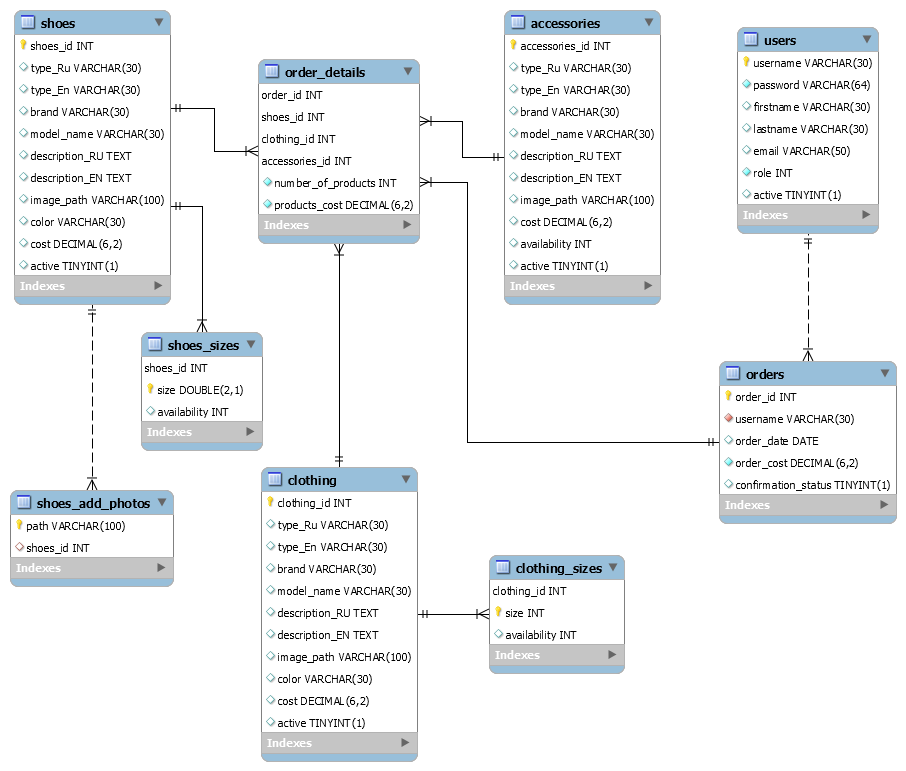 shoes
shoes_id INT
type_Ru VARCHAR(30)
type_En VARCHAR(30)
brand VARCHAR(30)
model_name VARCHAR(30)
description_RU TEXT
description_EN TEXT
image_path VARCHAR(100)
color VARCHAR(30)
cost DECIMAL(6,2)
active TINYINT(1)
Indexes
order_details
order_id INT
shoes_id INT
clothing_id INT
accessories_id INT
number_of_products INT
products_cost DECIMAL(6,2)
Indexes
accessories
accessories_id INT
type_Ru VARCHAR(30)
type_En VARCHAR(30)
brand VARCHAR(30)
model_name VARCHAR(30)
description_RU TEXT
description_EN TEXT
image_path VARCHAR(100)
cost DECIMAL(6,2)
availability INT
active TINYINT(1)
Indexes
users
username VARCHAR(30)
password VARCHAR(64)
firstname VARCHAR(30)
lastname VARCHAR(30)
email VARCHAR(50)
role INT
active TINYINT(1)
Indexes
shoes_sizes
shoes_id INT
size DOUBLE(2,1)
availability INT
Indexes
orders
order_id INT
username VARCHAR(30)
order_date DATE
order_cost DECIMAL(6,2)
confirmation_status TINYINT(1)
Indexes
shoes_add_photos
path VARCHAR(100)
shoes_id INT
Indexes
clothing
clothing_id INT
type_Ru VARCHAR(30)
type_En VARCHAR(30)
brand VARCHAR(30)
model_name VARCHAR(30)
description_RU TEXT
description_EN TEXT
image_path VARCHAR(100)
color VARCHAR(30)
cost DECIMAL(6,2)
active TINYINT(1)
Indexes
clothing_sizes
clothing_id INT
size INT
availability INT
Indexes